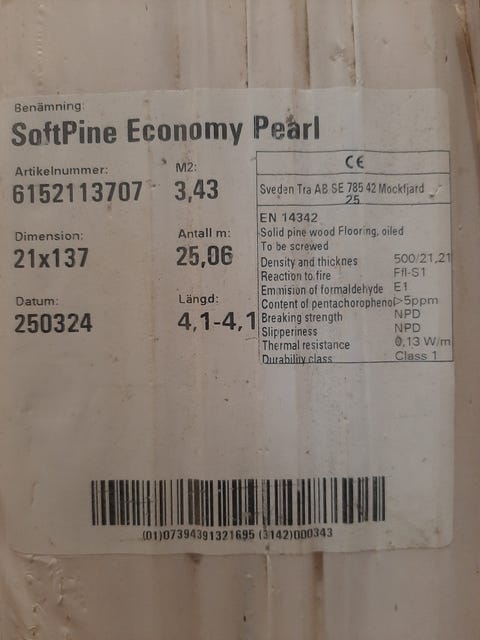 Benämning:
SoftPine Economy Pearl
Artikelnummer:
6152113707
M2:
3,43
Dimension:
21x137
Antall m:
25,06
Datum:
250324
Längd:
4,1-4,1
CE
Sveden Tra AB SE 785 42 Mockfjard
25
EN 14342
Solid pine wood Flooring, oiled
To be screwed
Density and thicknes 500/21,21
Reaction to fire Ffl-S1
Emmision of formaldehyde E1
Content of pentachorophenol >5ppm
Breaking strength NPD
Slipperiness NPD
Thermal resistance 0,13 W/m
Durability class Class 1
(01)07394391321695 (3142)000343